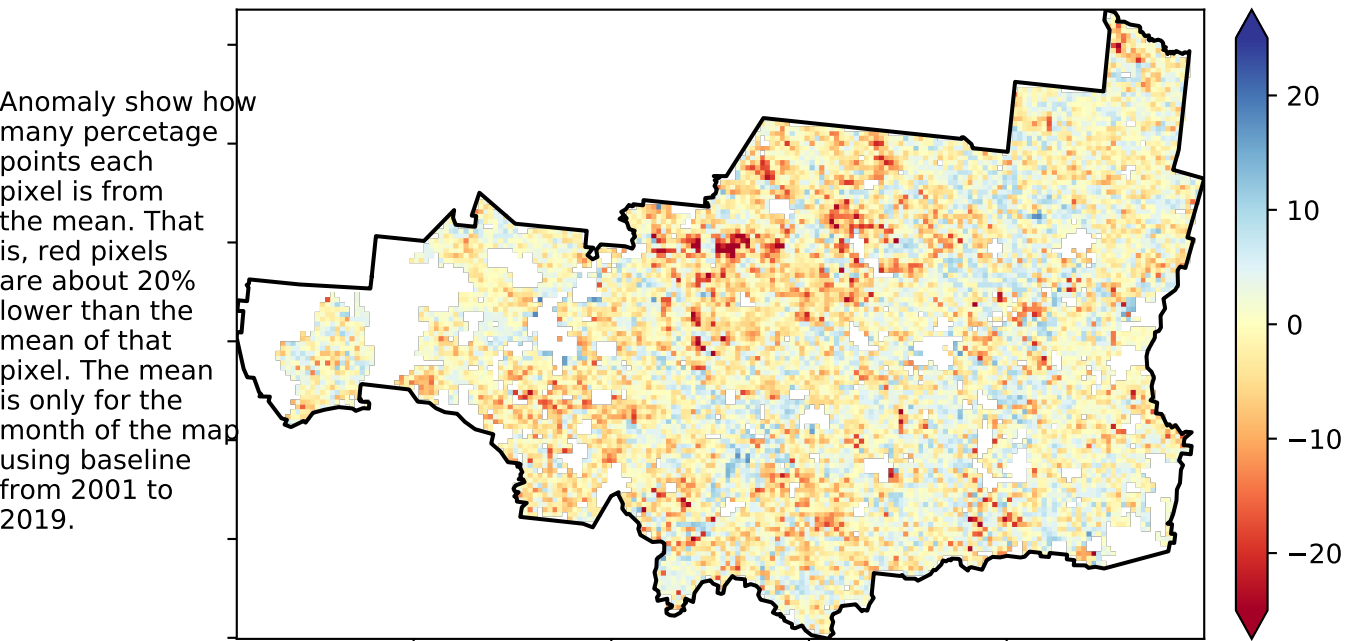 Anomaly show how
many percetage
points each
pixel is from
the mean. That
is, red pixels
are about 20%
lower than the
mean of that
pixel. The mean
is only for the
month of the map
using baseline
from 2001 to
2019.
20
10
0
−10
−20